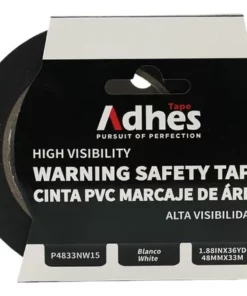 Tape
Adhes
PURSUIT OF PERFECTION
HIGH VISIBILITY
WARNING SAFETY TAP
CINTA PVC MARCAJE DE ÁR
ALTA VISIBILIDA
P4833NW15
Blanco
White
1.88INX36YD
48MMX33M